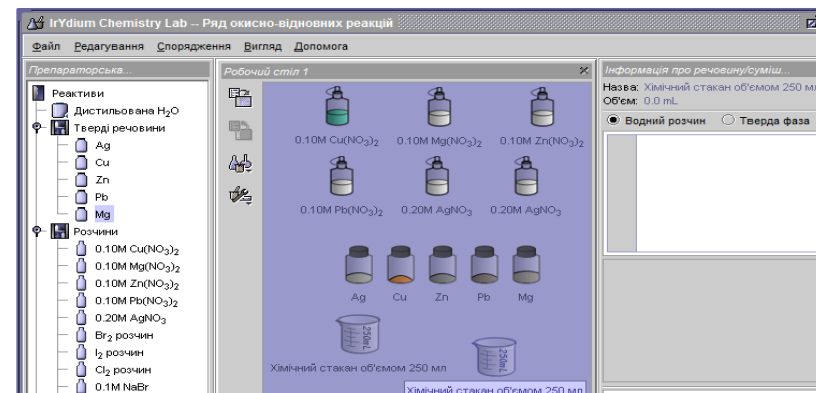 IrYdium Chemistry Lab -- Ряд окисно-відновних реакцій
Файл Редагування Спорядження Вигляд Допомога
Препараторська...
Реактиви
Дистильована H₂O
Тверді речовини
Ag
Cu
Zn
Pb
Mg
Розчини
0.10M Cu(NO₃)₂
0.10M Mg(NO₃)₂
0.10M Zn(NO₃)₂
0.10M Pb(NO₃)₂
0.20M AgNO₃
Br₂ розчин
I₂ розчин
Cl₂ розчин
0.1M NaBr
Робочий стіл 1
0.10M Cu(NO₃)₂ 0.10M Mg(NO₃)₂ 0.10M Zn(NO₃)₂
0.10M Pb(NO₃)₂ 0.20M AgNO₃ 0.20M AgNO₃
Ag Cu Zn Pb Mg
250mL
250mL
Хімічний стакан об'ємом 250 мл
Хімічний стакан об'ємом 250 мл
Інформація про речовину/суміш...
Назва: Хімічний стакан об'ємом 250 мл
Об'єм: 0.0 mL
Водний розчин Тверда фаза